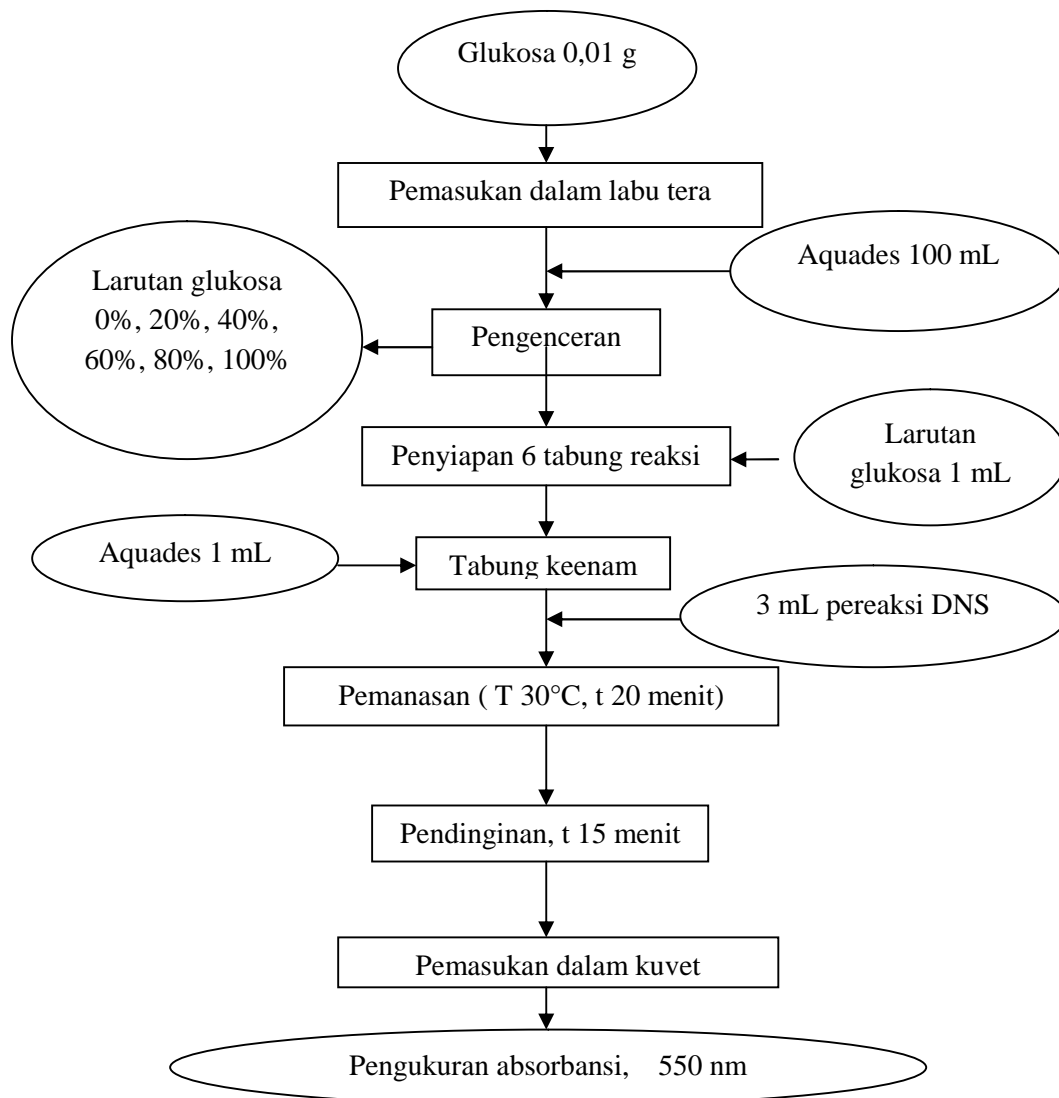 Glukosa 0,01 g
Pemasukan dalam labu tera
Aquades 100 mL
Larutan glukosa
0%, 20%, 40%,
60%, 80%, 100%
Pengenceran
Penyiapan 6 tabung reaksi
Larutan
glukosa 1 mL
Aquades 1 mL
Tabung keenam
3 mL pereaksi DNS
Pemanasan ( T 30°C, t 20 menit)
Pendinginan, t 15 menit
Pemasukan dalam kuvet
Pengukuran absorbansi, 550 nm